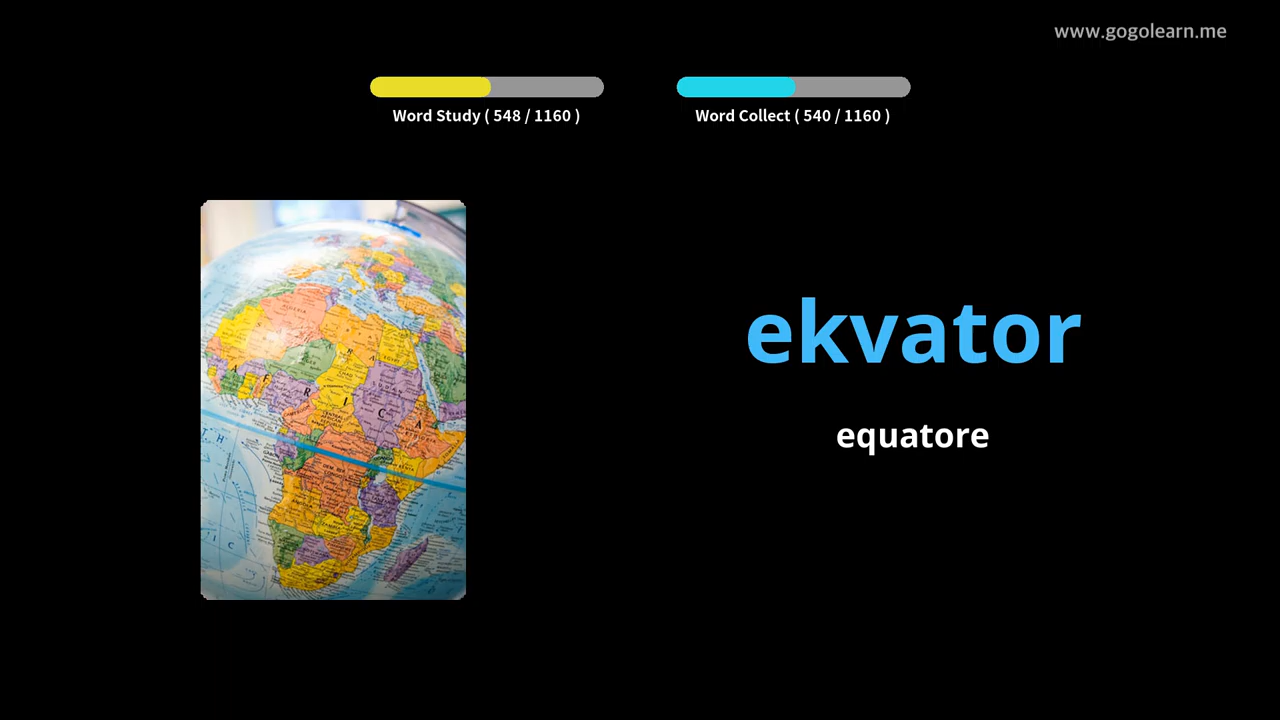 www.gogolearn.me
Word Study ( 548 / 1160 )
Word Collect ( 540 / 1160 )
ekvator
equatore
A F R I C A